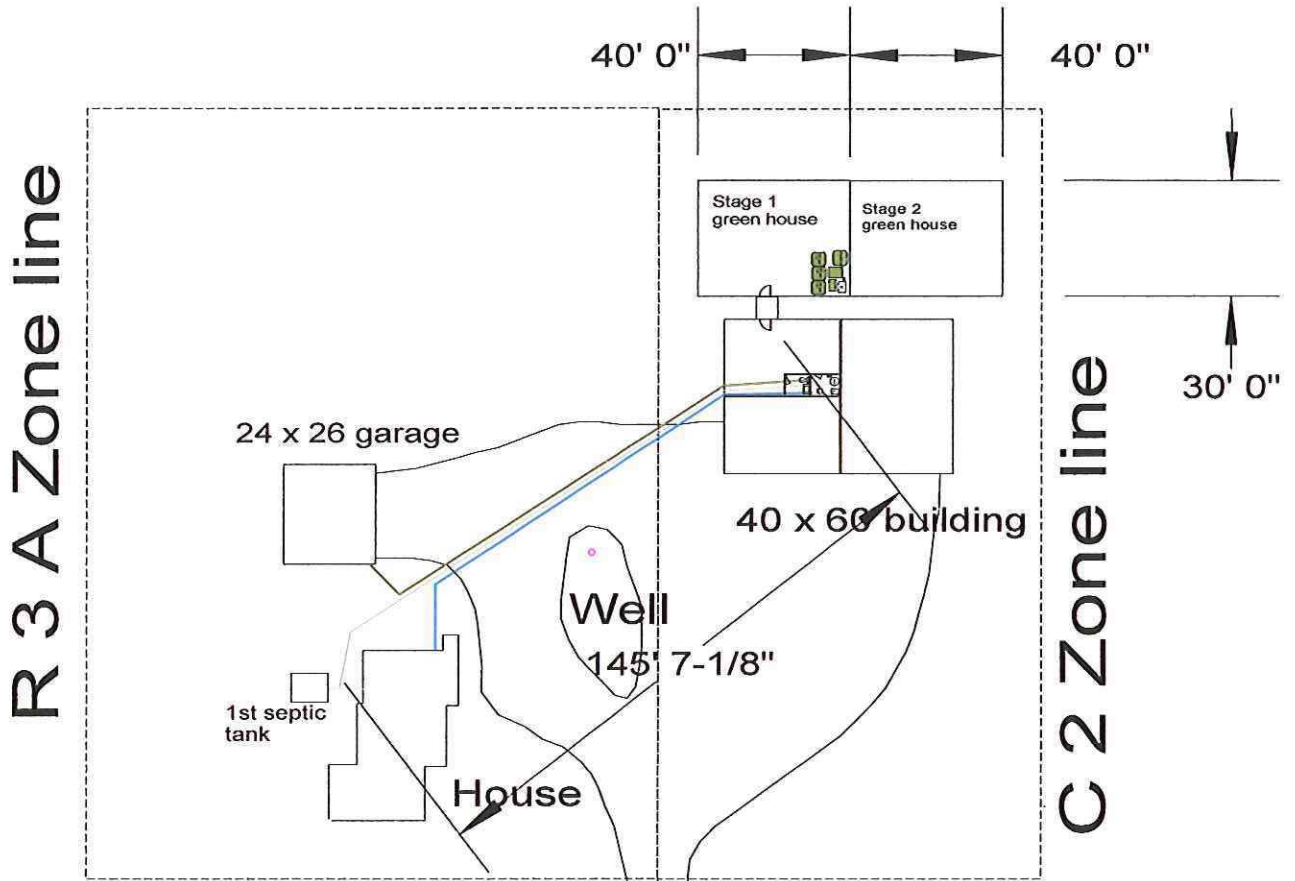 40' 0"
40' 0"
R 3 A Zone line
Stage 1
green house
Stage 2
green house
30' 0"
24 x 26 garage
40 x 60 building
C 2 Zone line
Well
145' 7-1/8"
1st septic
tank
House